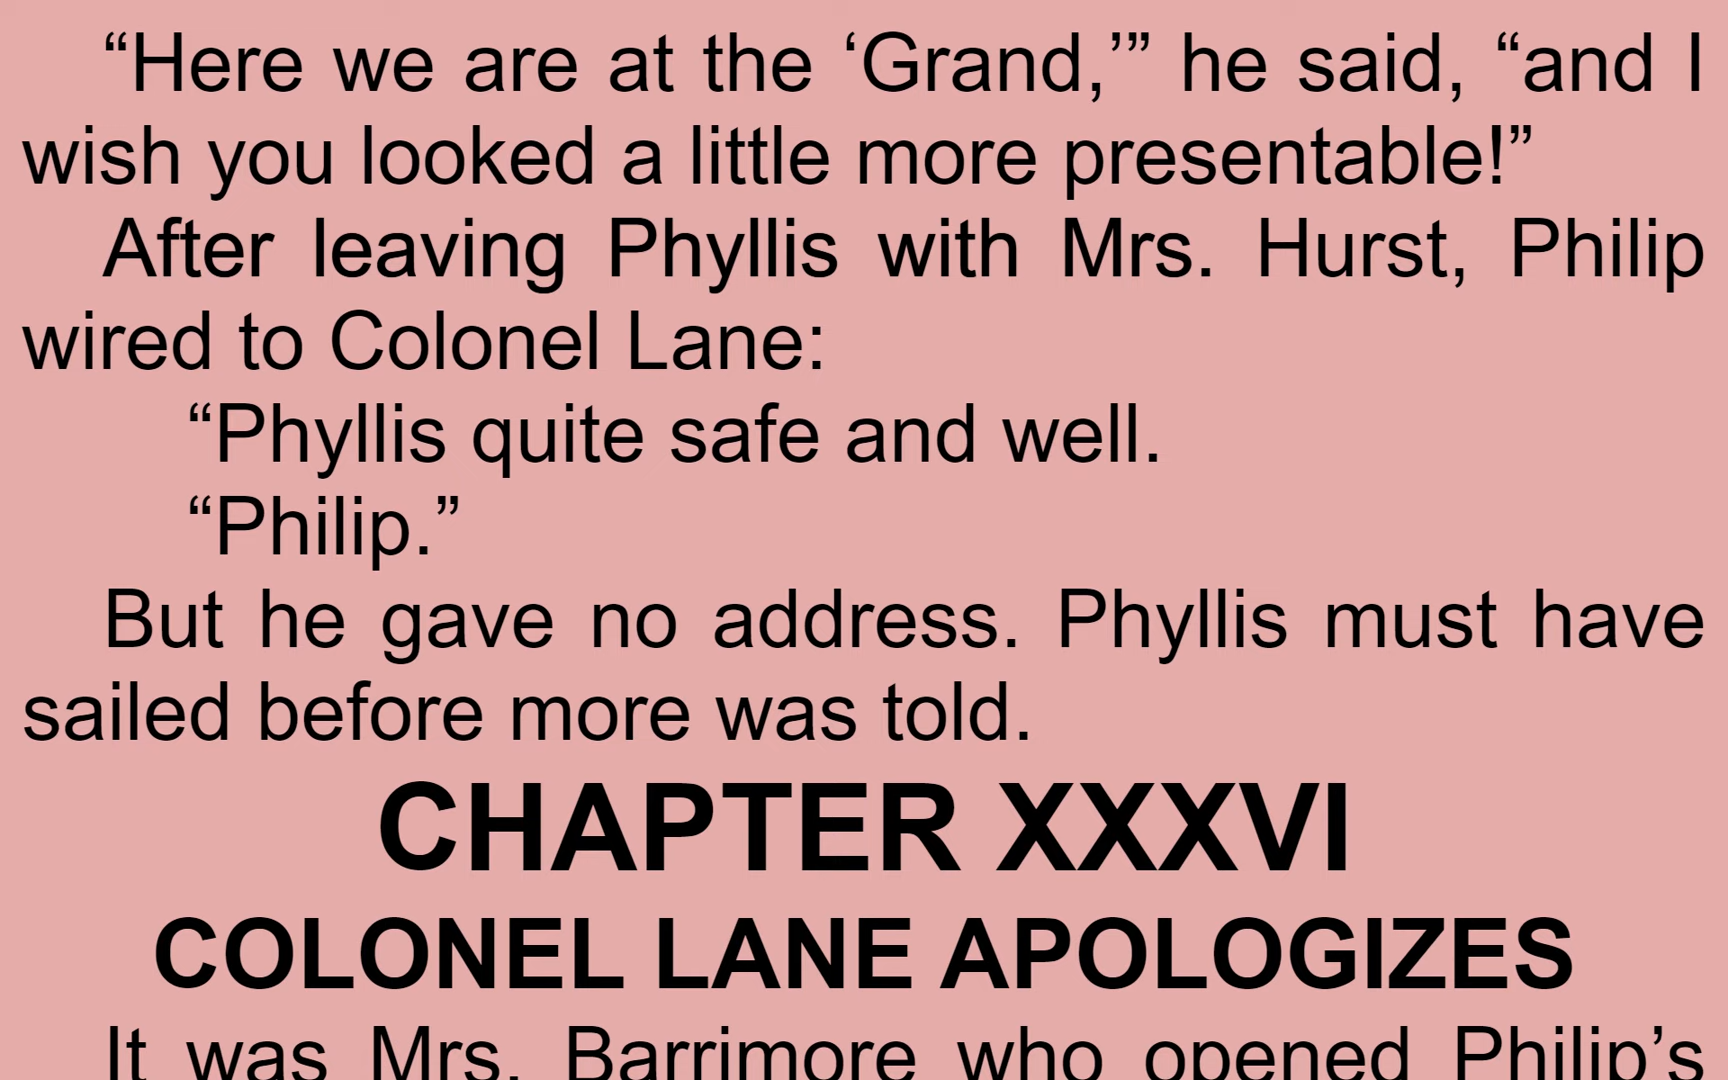 “Here we are at the ‘Grand,’” he said, “and I
wish you looked a little more presentable!”
After leaving Phyllis with Mrs. Hurst, Philip
wired to Colonel Lane:
“Phyllis quite safe and well.
“Philip.”
But he gave no address. Phyllis must have
sailed before more was told.
CHAPTER XXXVI
COLONEL LANE APOLOGIZES
It was Mrs. Barrimore who opened Philip’s